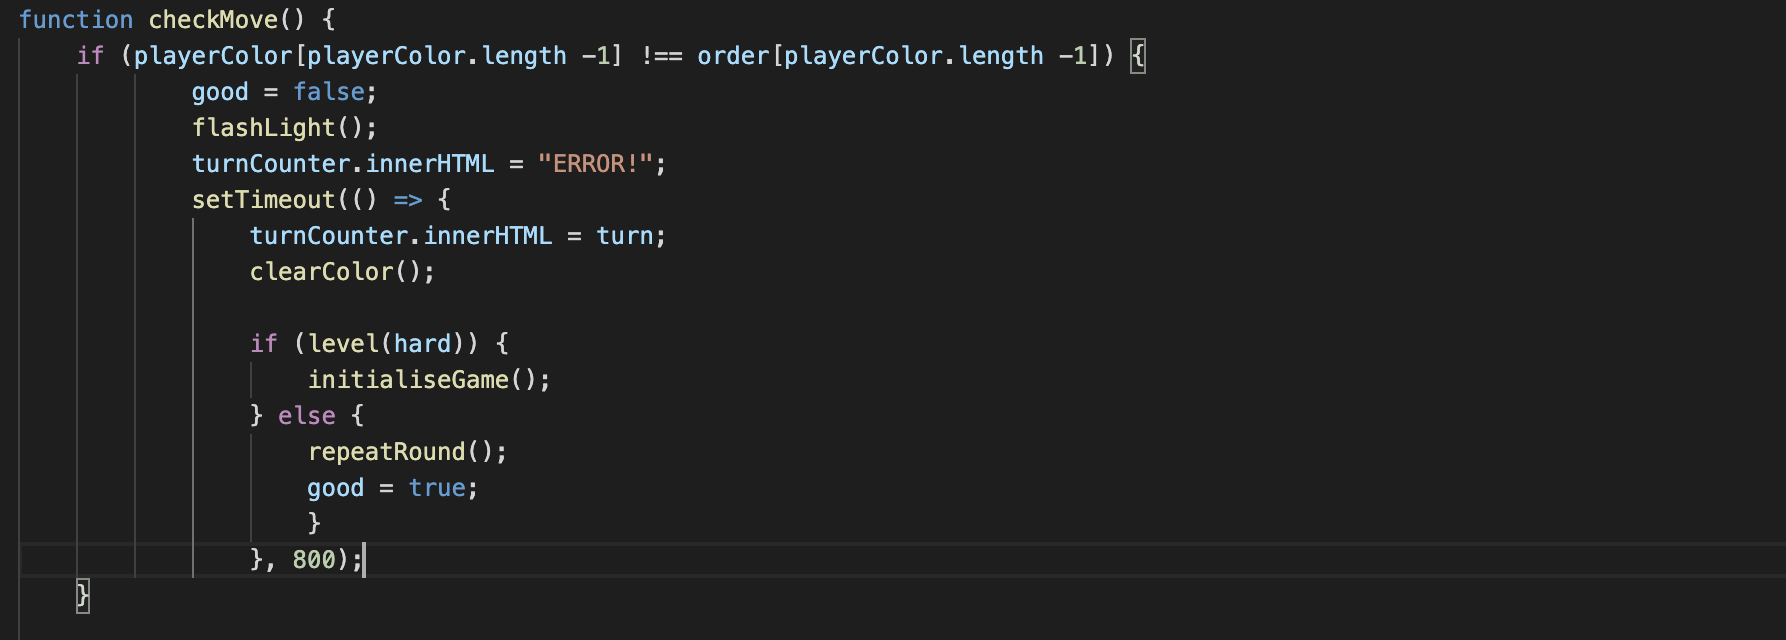 function checkMove() {
if (playerColor[playerColor.length -1] !== order[playerColor.length -1]) {
good = false;
flashLight();
turnCounter.innerHTML = "ERROR!";
setTimeout(() => {
turnCounter.innerHTML = turn;
clearColor();
if (level(hard)) {
initialiseGame();
} else {
repeatRound();
good = true;
}
}, 800);
}